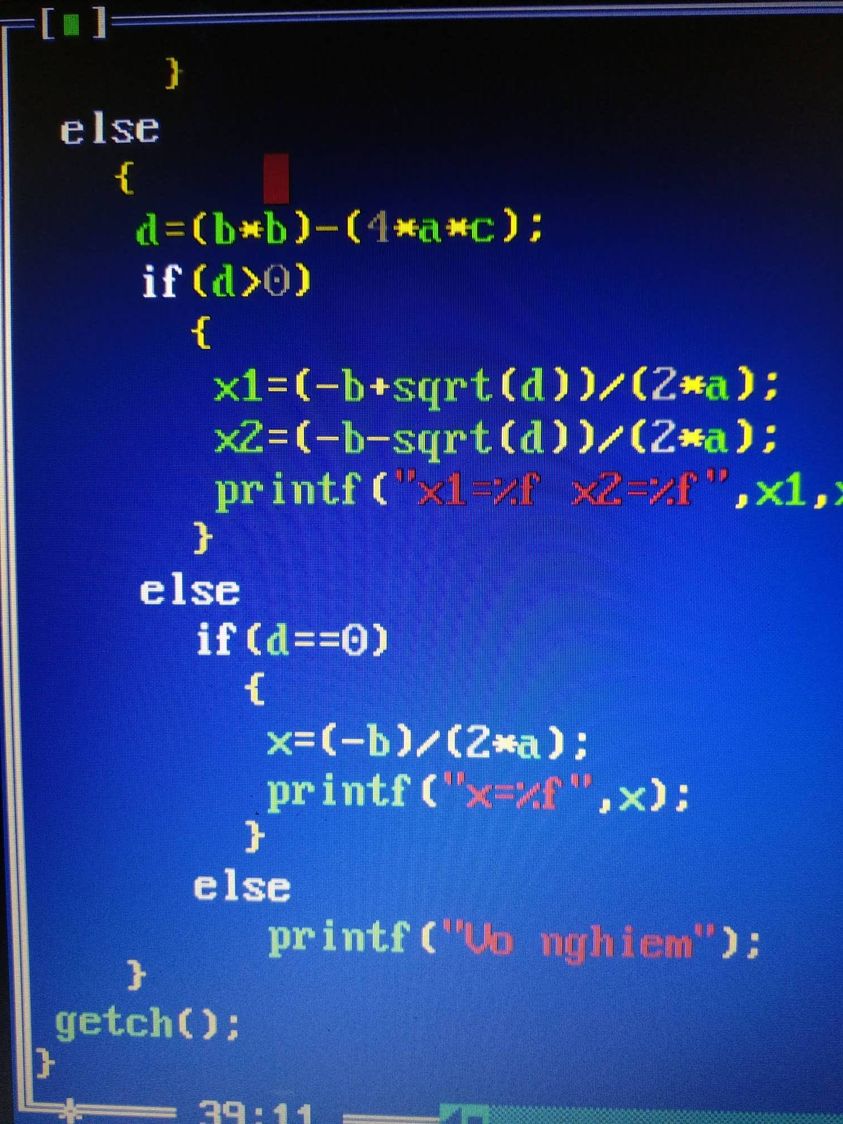 [■]
}
else
{
d=(b*b)-(4*a*c);
if(d>0)
{
x1=(-b+sqrt(d))/(2*a);
x2=(-b-sqrt(d))/(2*a);
printf("x1=%f x2=%f",x1,
}
else
if(d==0)
{
x=(-b)/(2*a);
printf("x=%f",x);
}
else
printf("Vo nghiem");
}
getch();
}
39:11